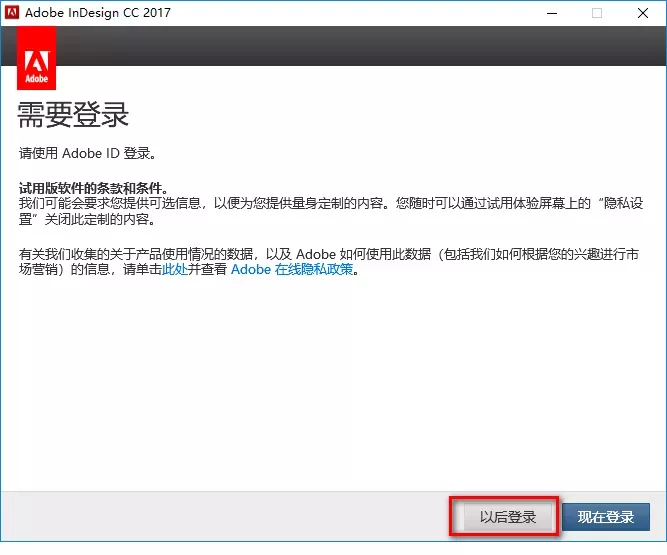 Adobe InDesign CC 2017
Adobe
需要登录
请使用 Adobe ID 登录。
试用版软件的条款和条件。
我们可能会要求您提供可选信息，以便为您提供量身定制的内容。您随时可以通过试用体验屏幕上的“隐私设
置”关闭此定制的内容。
有关我们收集的关于产品使用情况的数据，以及 Adobe 如何使用此数据（包括我们如何根据您的兴趣进行市
场营销）的信息，请单击此处并查看 Adobe 在线隐私政策。
以后登录
现在登录